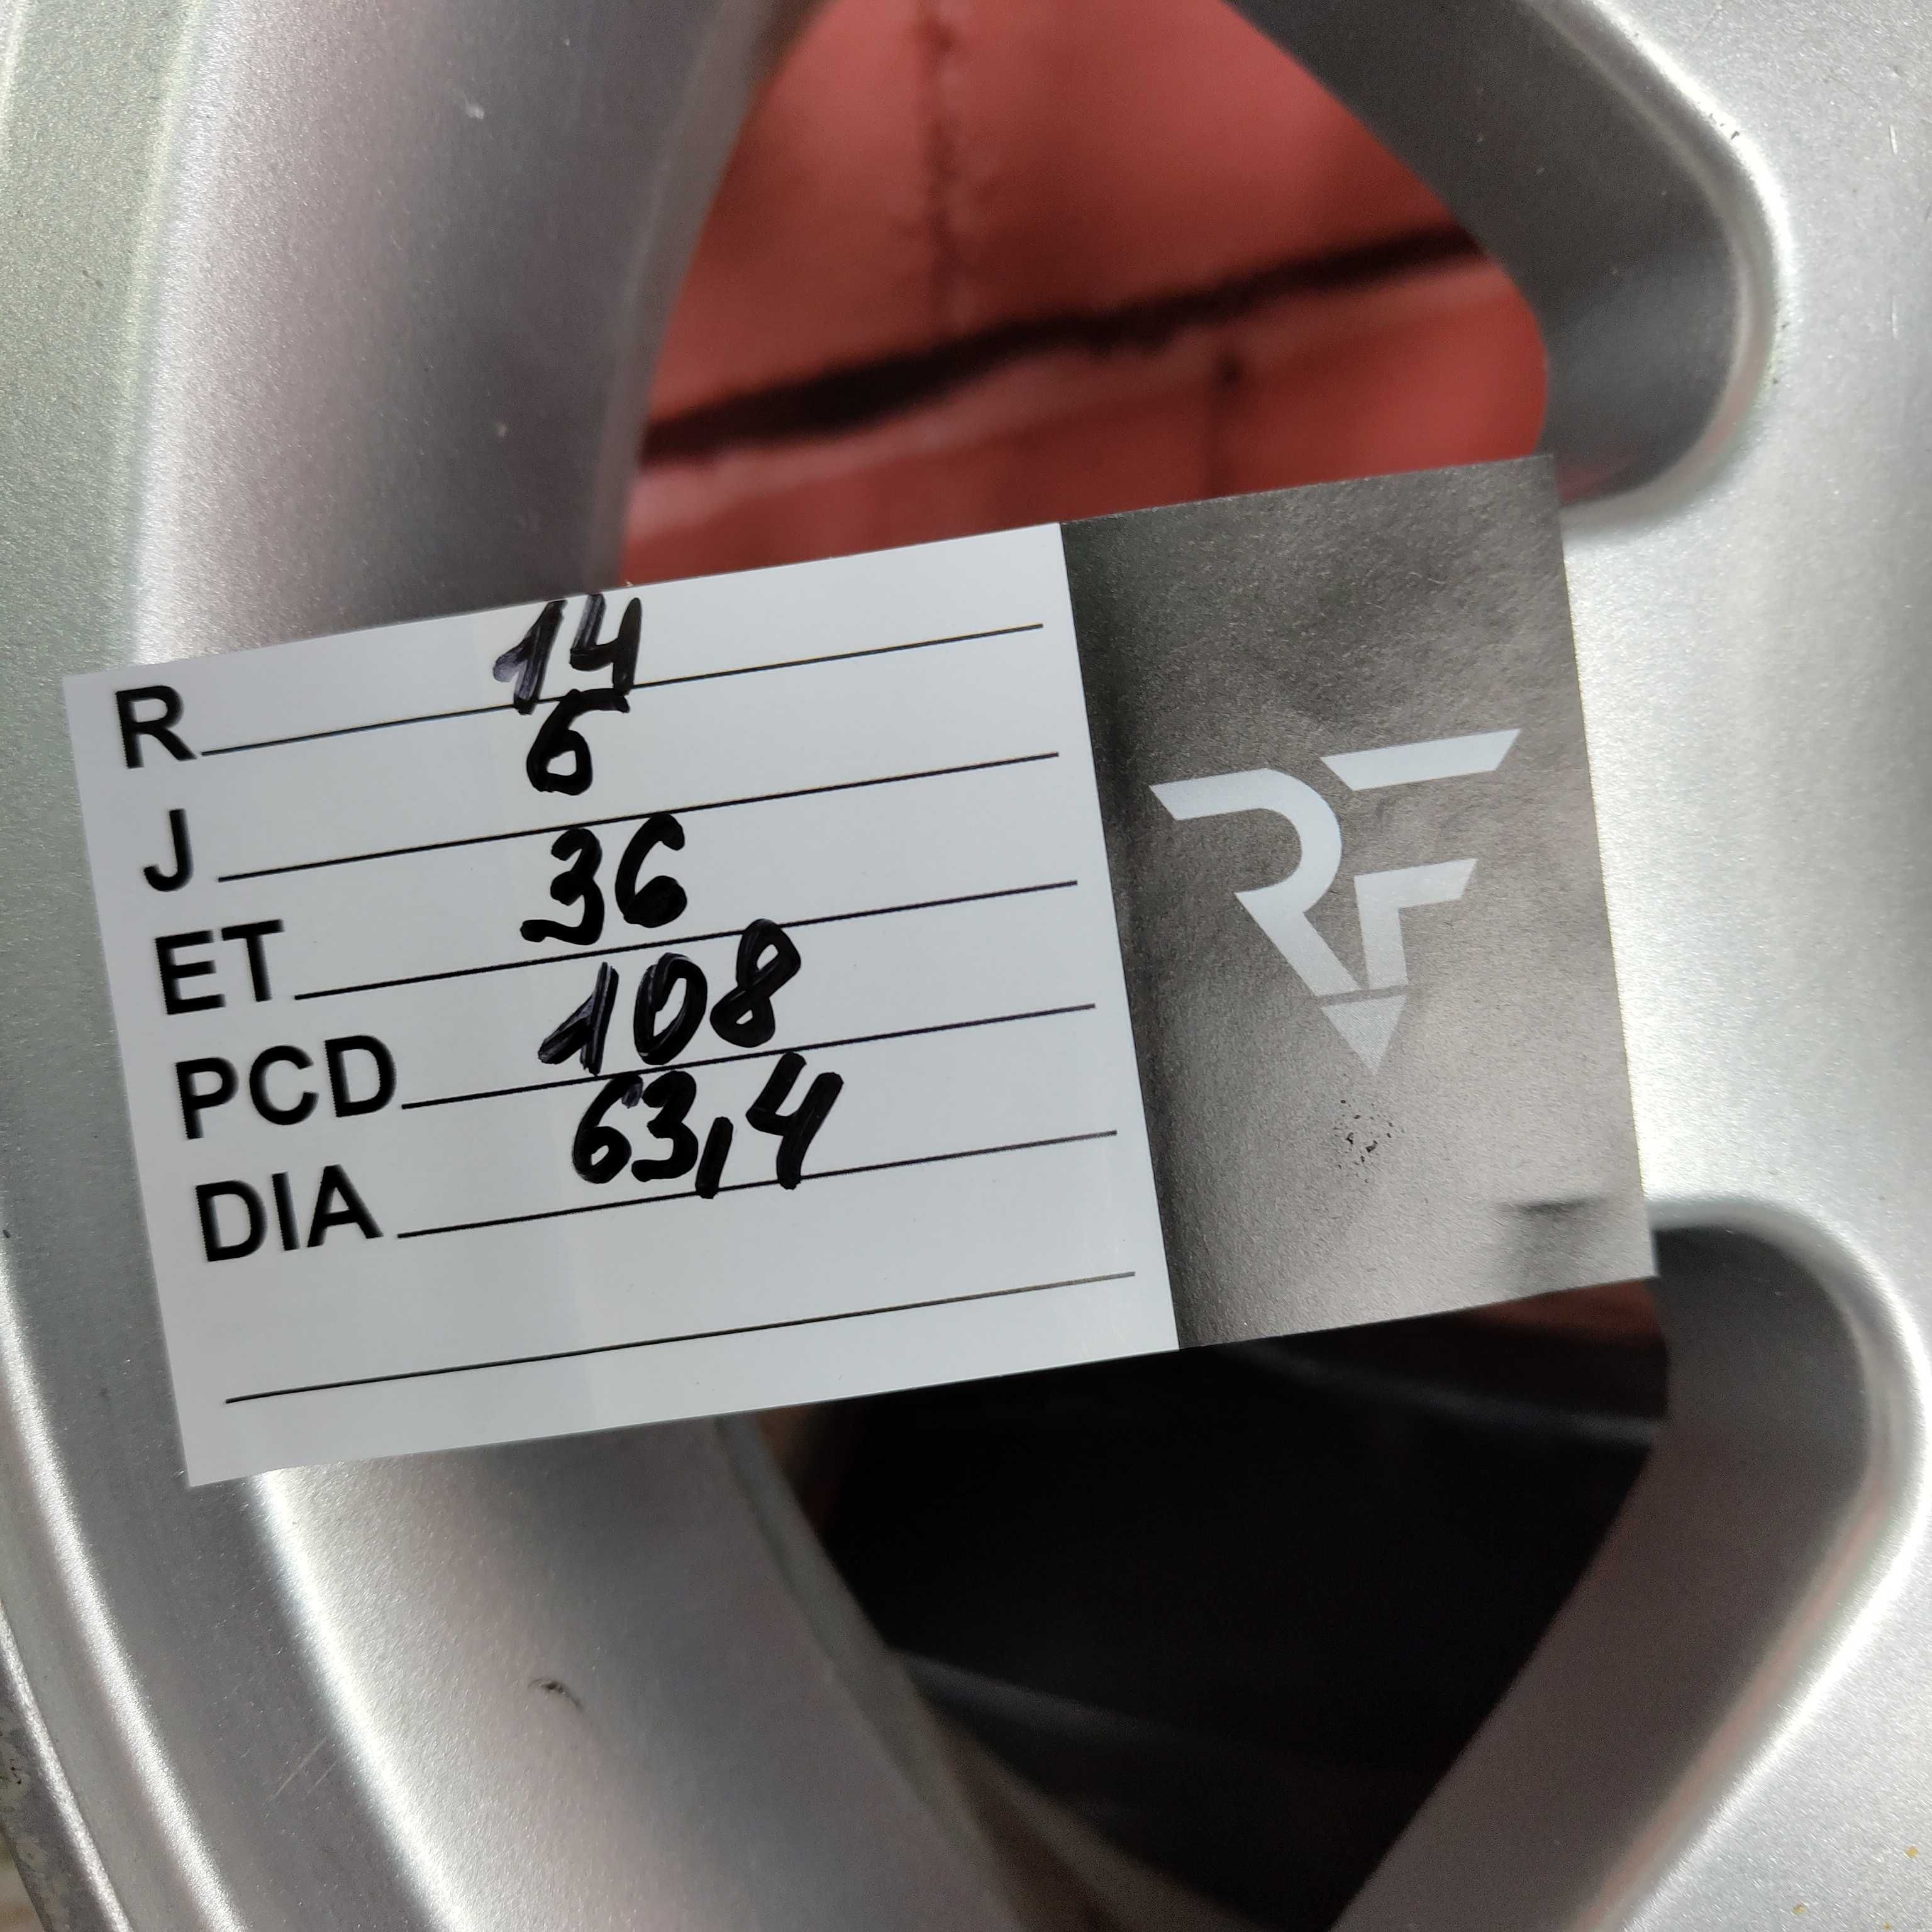 R 14
J 6
ET 36
PCD 108
DIA 63,4
RF